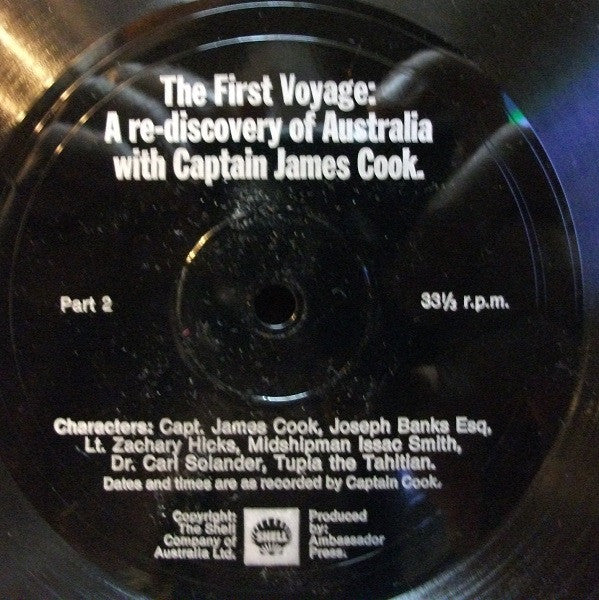 The First Voyage:
A re-discovery of Australia
with Captain James Cook.
Part 2
33⅓ r.p.m.
Characters: Capt. James Cook, Joseph Banks Esq,
Lt. Zachary Hicks, Midshipman Issac Smith,
Dr. Carl Solander, Tupia the Tahitian.
Dates and times are as recorded by Captain Cook.
Copyright:
The Shell
Company of
Australia Ltd.
SHELL
Produced
by:
Ambassador
Press.